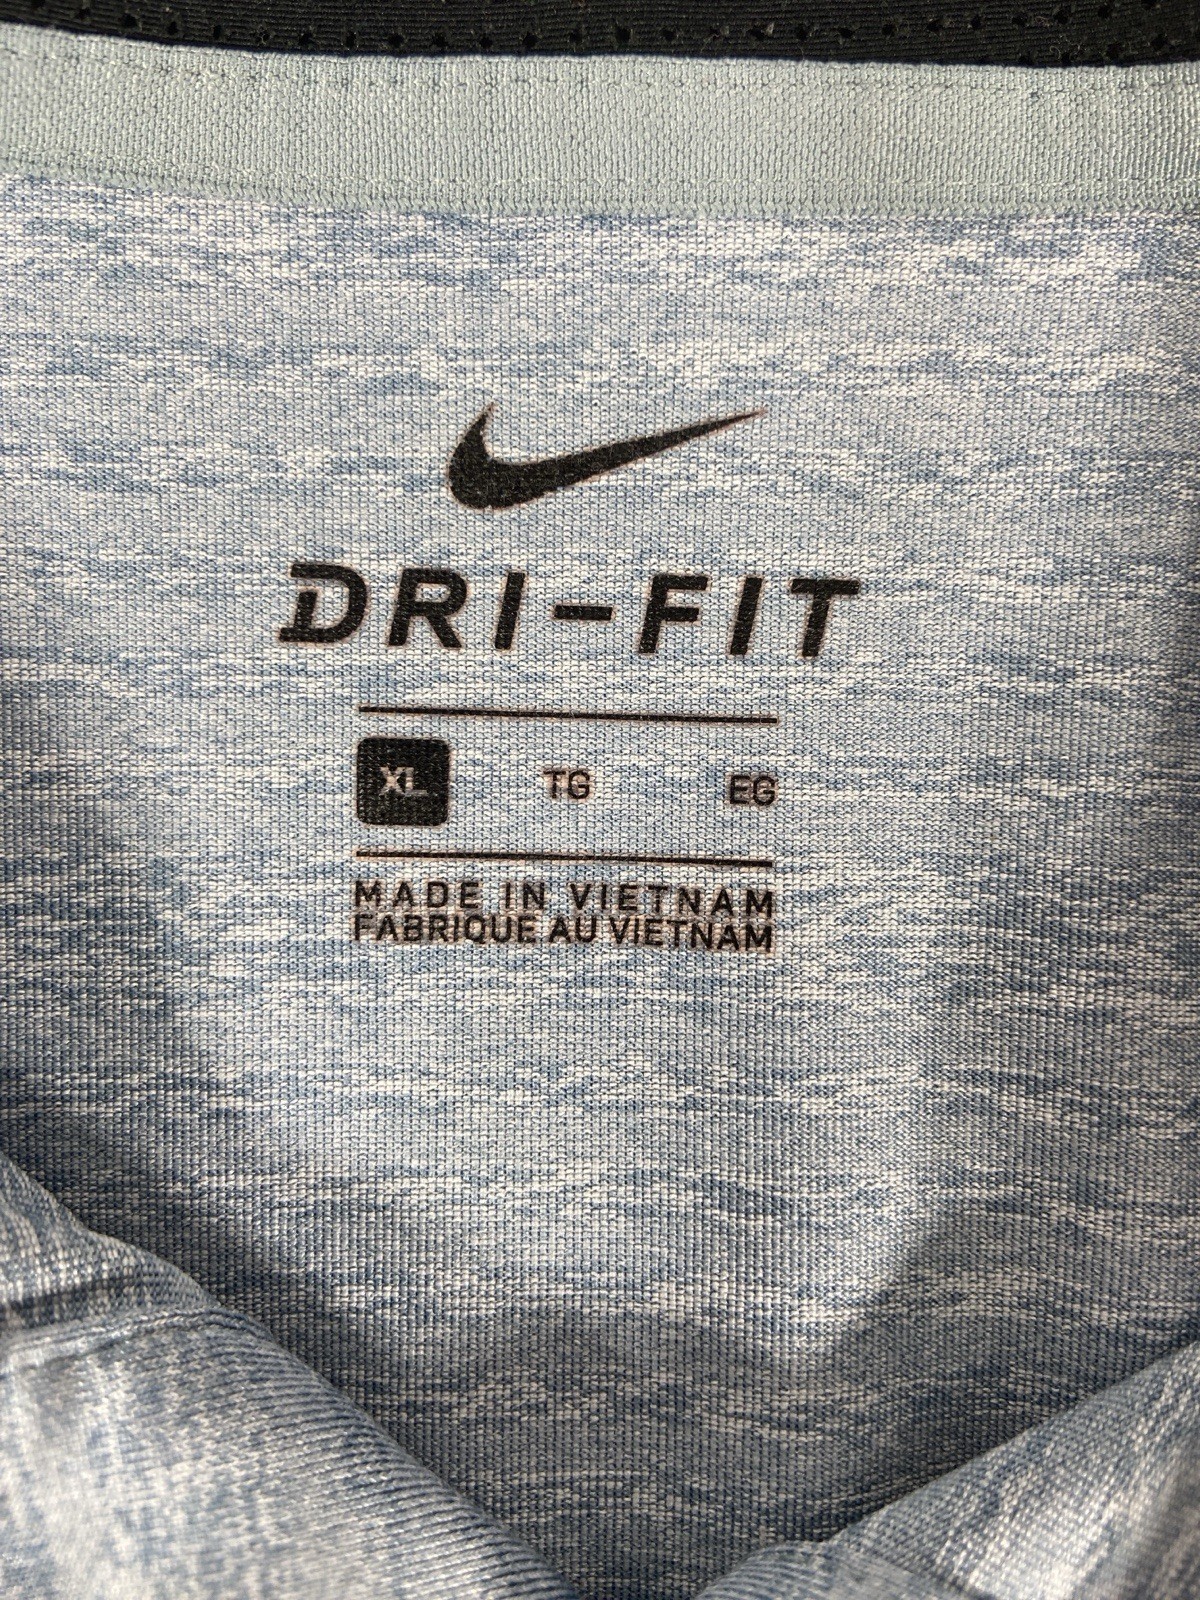 DRI-FIT
XL TG EG
MADE IN VIETNAM
FABRIQUE AU VIETNAM